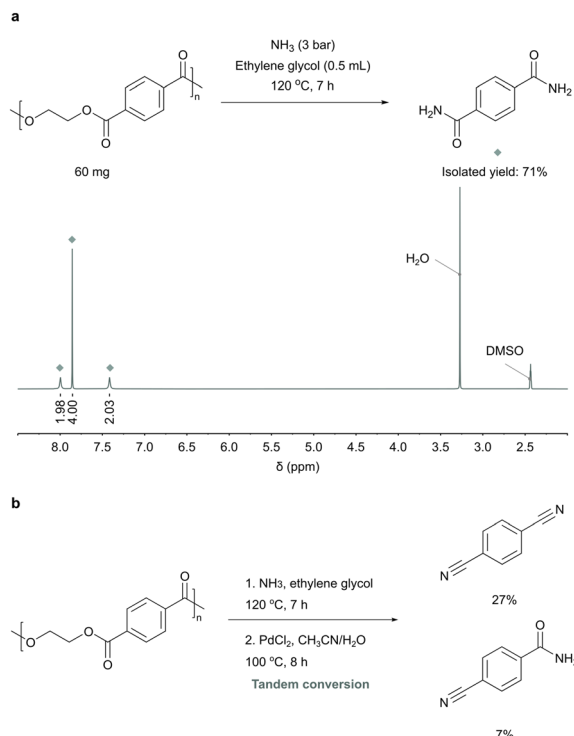 a
NH₃ (3 bar)
Ethylene glycol (0.5 mL)
120 °C, 7 h
O
O
O
O
n
60 mg
O
NH₂
H₂N
O
Isolated yield: 71%
H₂O
DMSO
1.98
4.00
2.03
8.0 7.5 7.0 6.5 6.0 5.5 5.0 4.5 4.0 3.5 3.0 2.5
δ (ppm)
b
O
O
O
O
n
1. NH₃, ethylene glycol
120 °C, 7 h
2. PdCl₂, CH₃CN/H₂O
100 °C, 8 h
Tandem conversion
N
N
27%
O
NH₂
N
7%